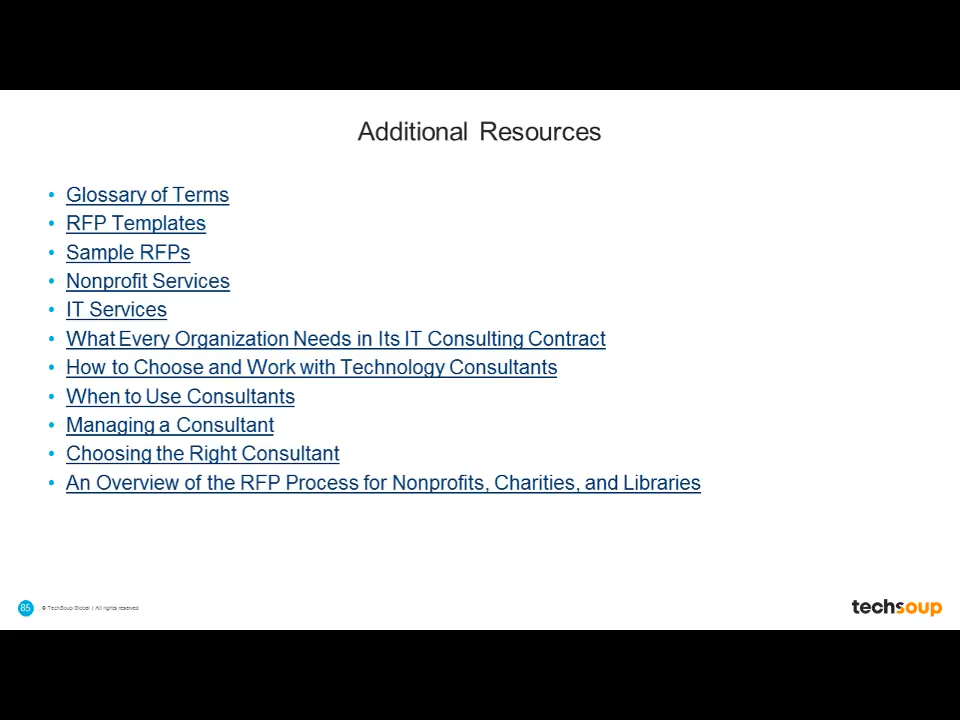 Additional Resources
• Glossary of Terms
• RFP Templates
• Sample RFPs
• Nonprofit Services
• IT Services
• What Every Organization Needs in Its IT Consulting Contract
• How to Choose and Work with Technology Consultants
• When to Use Consultants
• Managing a Consultant
• Choosing the Right Consultant
• An Overview of the RFP Process for Nonprofits, Charities, and Libraries
85 © TechSoup Global | All rights reserved
techsoup